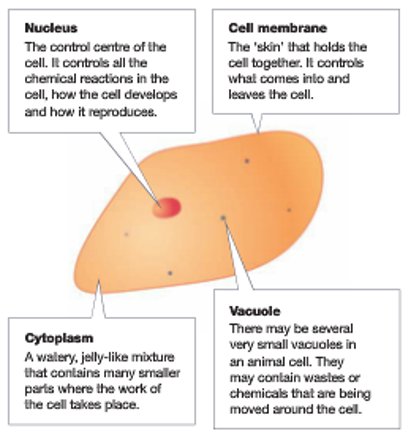 Nucleus
The control centre of the
cell. It controls all the
chemical reactions in the
cell, how the cell develops
and how it reproduces.
Cell membrane
The ‘skin’ that holds the
cell together. It controls
what comes into and
leaves the cell.
Cytoplasm
A watery, jelly-like mixture
that contains many smaller
parts where the work of
the cell takes place.
Vacuole
There may be several
very small vacuoles in
an animal cell. They
may contain wastes or
chemicals that are being
moved around the cell.